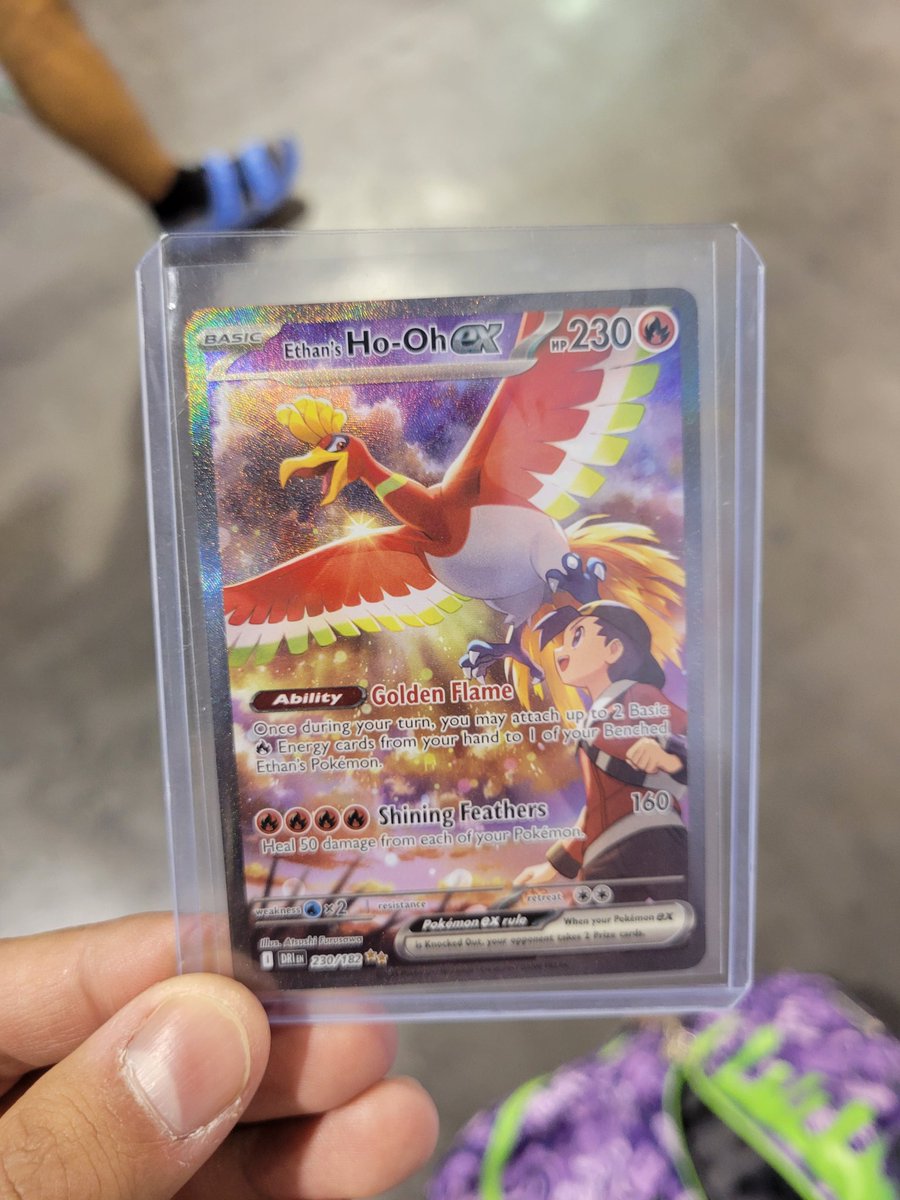 BASIC
Ethan's Ho-Oh ex HP 230
Ability Golden Flame
Once during your turn, you may attach up to 2 Basic
Energy cards from your hand to 1 of your Benched
Ethan's Pokémon.
Shining Feathers 160
Heal 50 damage from each of your Pokémon.
weakness ×2 resistance retreat
Pokémon ex rule When your Pokémon ex
is Knocked Out, your opponent takes 2 Prize cards.
Illus. Atsushi Furusawa
I DRI EN 230/182